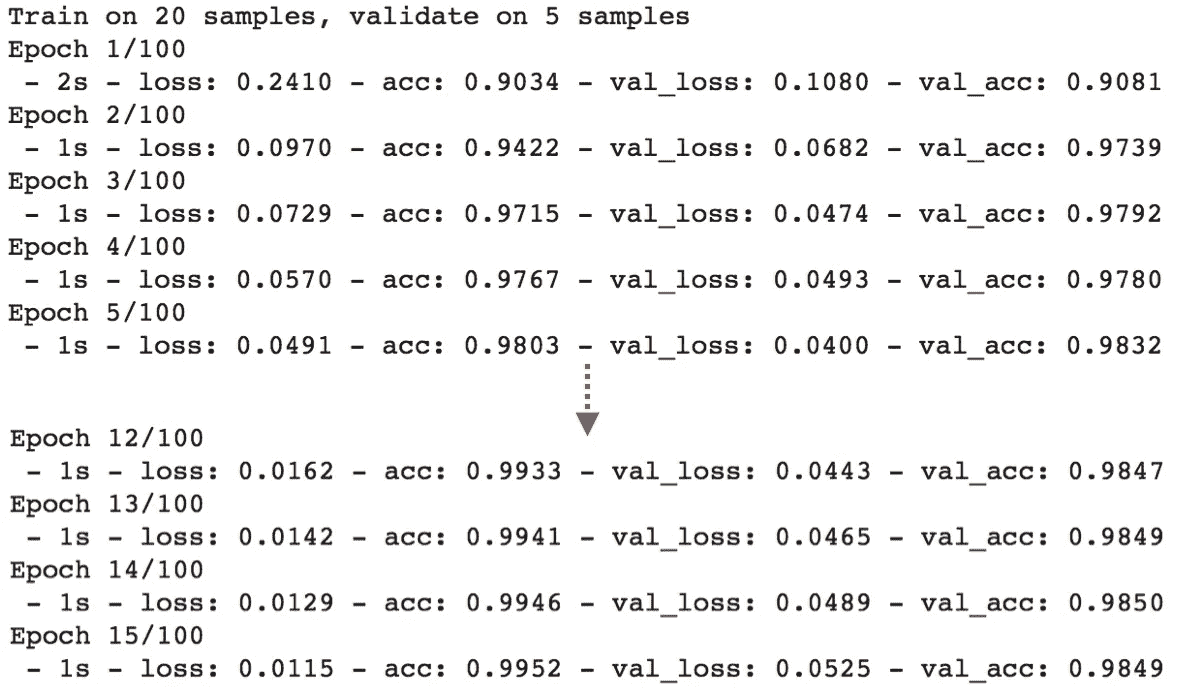 Train on 20 samples, validate on 5 samples
Epoch 1/100
- 2s - loss: 0.2410 - acc: 0.9034 - val_loss: 0.1080 - val_acc: 0.9081
Epoch 2/100
- 1s - loss: 0.0970 - acc: 0.9422 - val_loss: 0.0682 - val_acc: 0.9739
Epoch 3/100
- 1s - loss: 0.0729 - acc: 0.9715 - val_loss: 0.0474 - val_acc: 0.9792
Epoch 4/100
- 1s - loss: 0.0570 - acc: 0.9767 - val_loss: 0.0493 - val_acc: 0.9780
Epoch 5/100
- 1s - loss: 0.0491 - acc: 0.9803 - val_loss: 0.0400 - val_acc: 0.9832
Epoch 12/100
- 1s - loss: 0.0162 - acc: 0.9933 - val_loss: 0.0443 - val_acc: 0.9847
Epoch 13/100
- 1s - loss: 0.0142 - acc: 0.9941 - val_loss: 0.0465 - val_acc: 0.9849
Epoch 14/100
- 1s - loss: 0.0129 - acc: 0.9946 - val_loss: 0.0489 - val_acc: 0.9850
Epoch 15/100
- 1s - loss: 0.0115 - acc: 0.9952 - val_loss: 0.0525 - val_acc: 0.9849